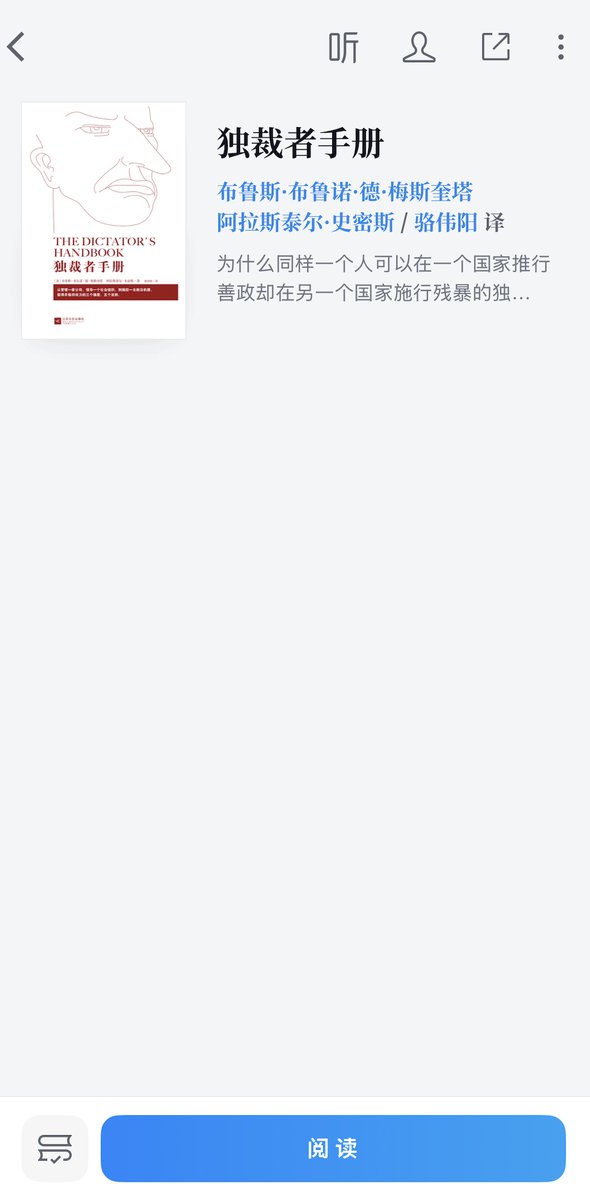 听
独裁者手册
布鲁斯·布鲁诺·德·梅斯奎塔
阿拉斯泰尔·史密斯 / 骆伟阳 译
为什么同样一个人可以在一个国家推行
善政却在另一个国家施行残暴的独...
THE DICTATOR'S
HANDBOOK
独裁者手册
阅读